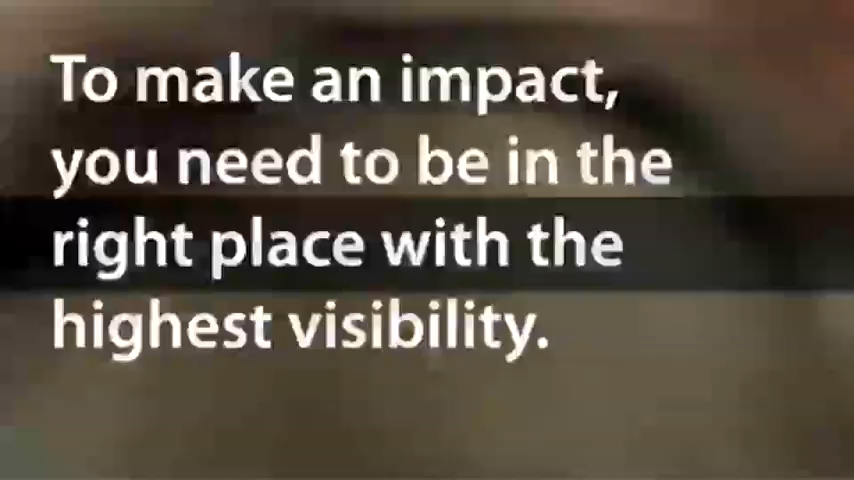 To make an impact,
you need to be in the
right place with the
highest visibility.